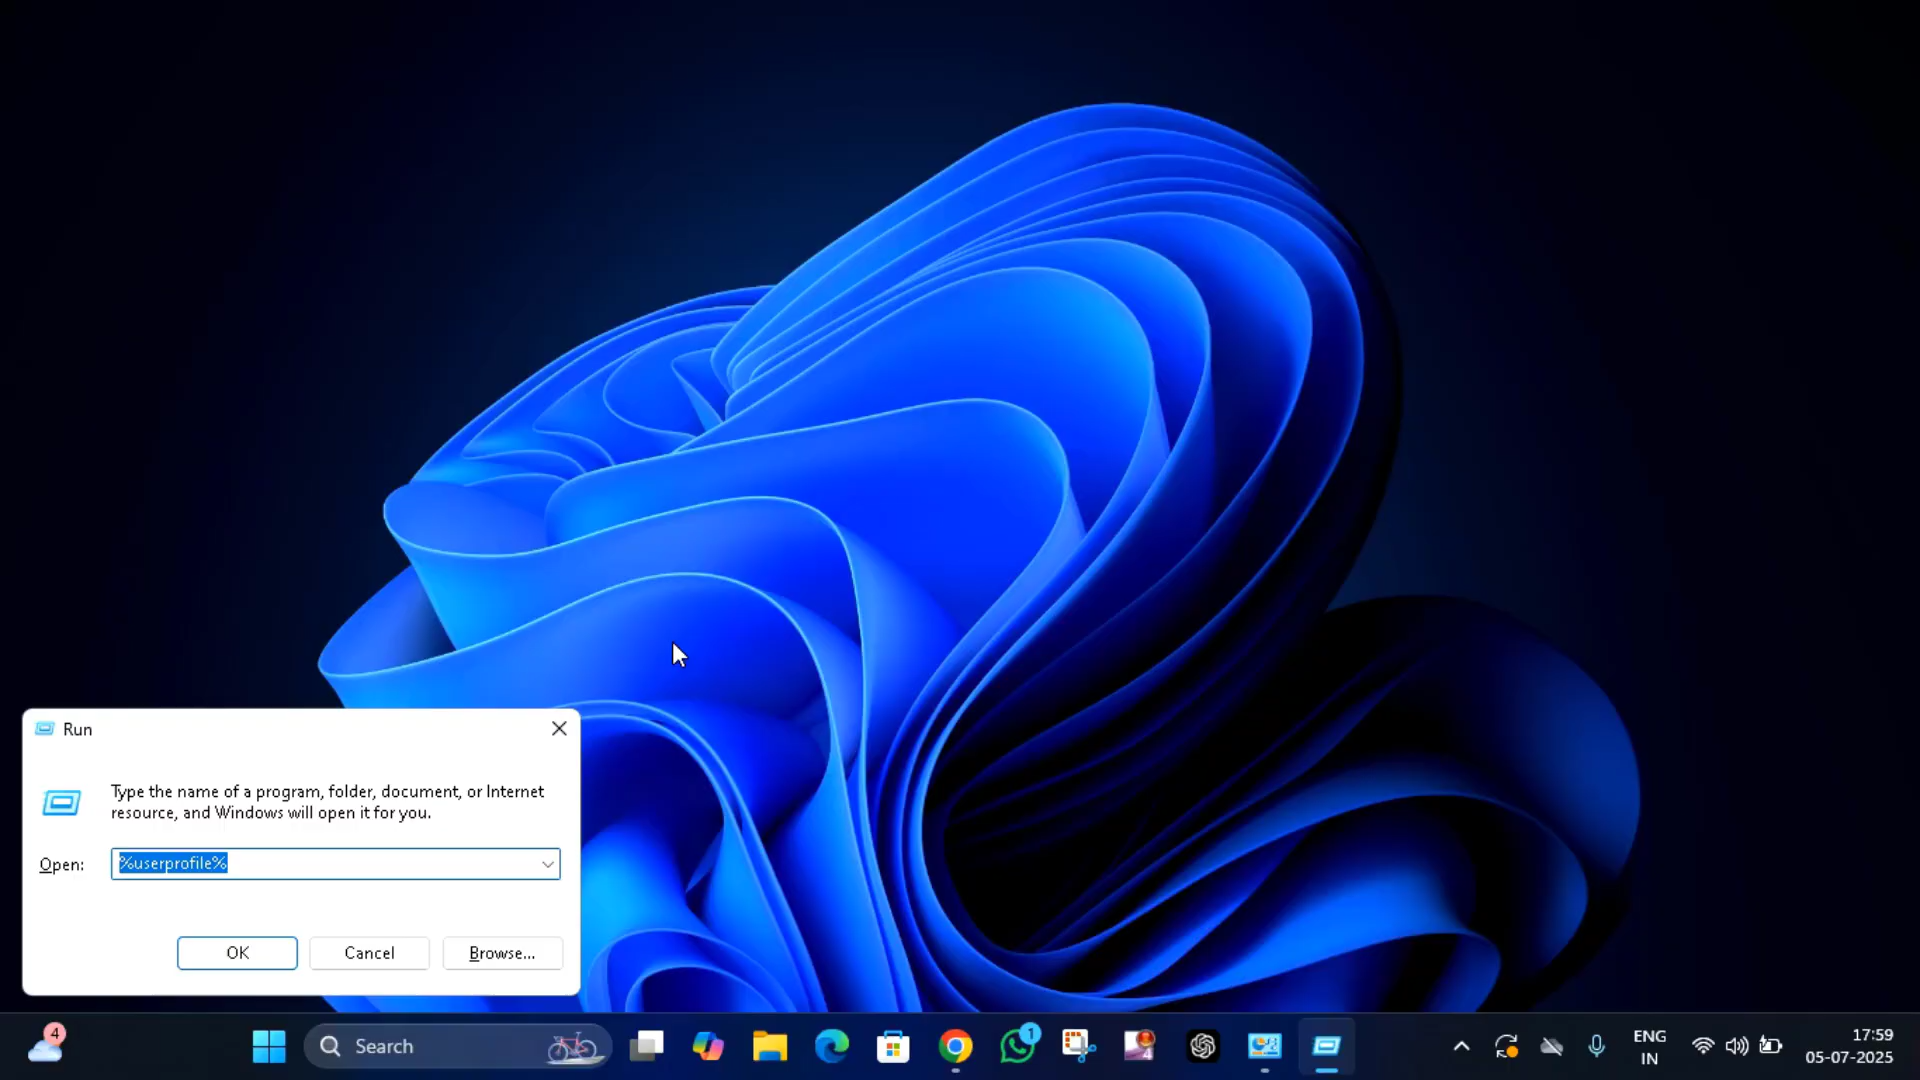 Run
Type the name of a program, folder, document, or Internet
resource, and Windows will open it for you.
Open:
%userprofile%
OK
Cancel
Browse...
4
Search
1
4
ENG
IN
17:59
05-07-2025